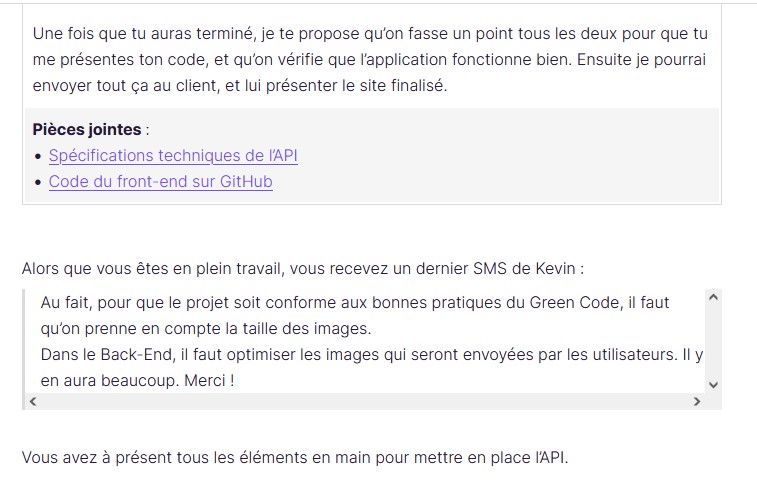 Une fois que tu auras terminé, je te propose qu’on fasse un point tous les deux pour que tu
me présentes ton code, et qu’on vérifie que l’application fonctionne bien. Ensuite je pourrai
envoyer tout ça au client, et lui présenter le site finalisé.
Pièces jointes :
• Spécifications techniques de l’API
• Code du front-end sur GitHub
Alors que vous êtes en plein travail, vous recevez un dernier SMS de Kevin :
Au fait, pour que le projet soit conforme aux bonnes pratiques du Green Code, il faut
qu’on prenne en compte la taille des images.
Dans le Back-End, il faut optimiser les images qui seront envoyées par les utilisateurs. Il y
en aura beaucoup. Merci !
Vous avez à présent tous les éléments en main pour mettre en place l’API.